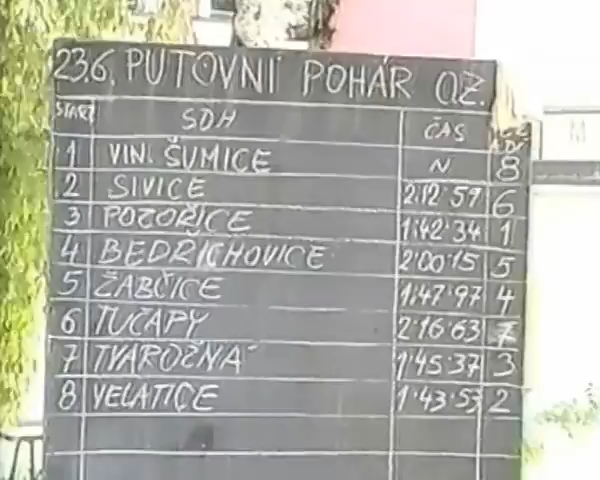 23.6. PUTOVNÍ POHÁR OZ.
START SDH ČAS
1 VIN. ŠUMICE N 8
2 SIVICE 2:12:59 6
3 POZOŘICE 1:42:34 1
4 BEDŘICHOVICE 2:00:15 5
5 ŽABČICE 1:47:97 4
6 TUČAPY 2:16:63 7
7 TVAROŽNÁ 1:45:37 3
8 VELATICE 1:43:53 2